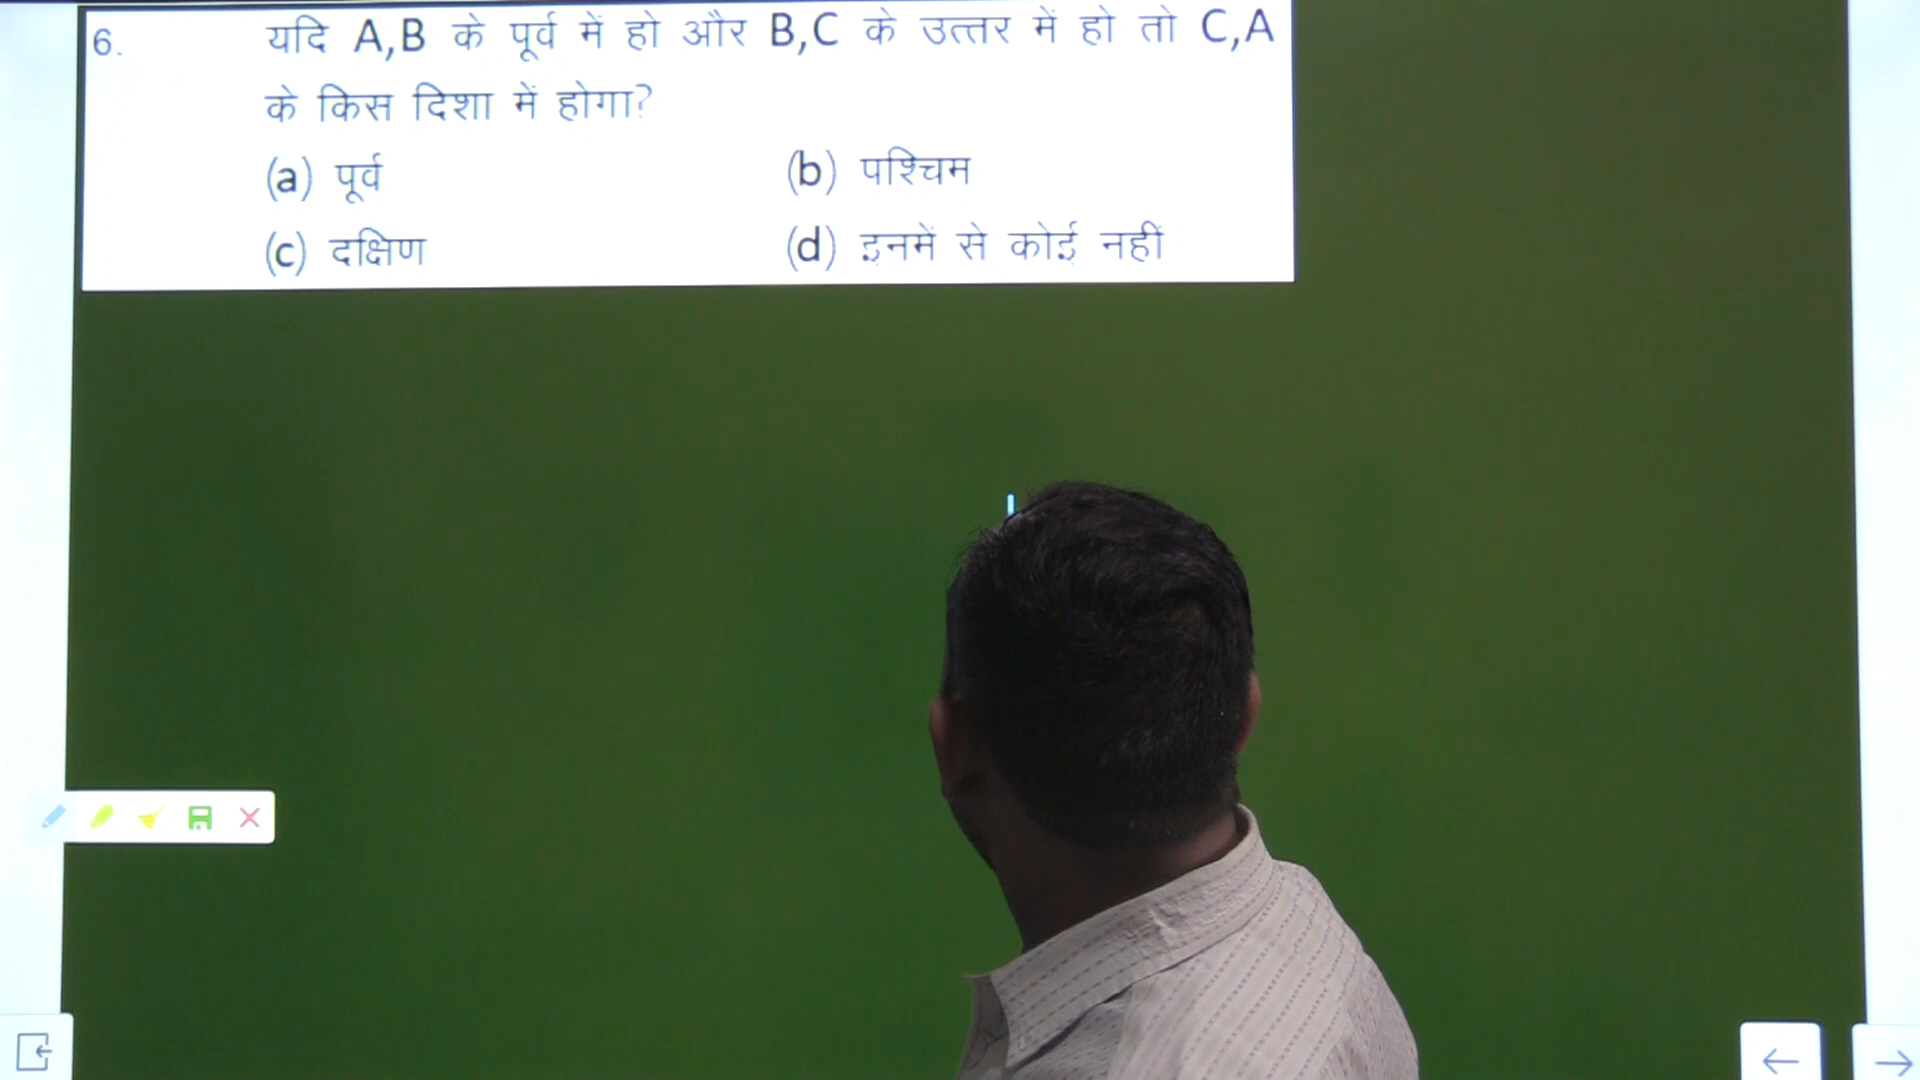 6. यदि A,B के पूर्व में हो और B,C के उत्तर में हो तो C,A
के किस दिशा में होगा?
(a) पूर्व (b) पश्चिम
(c) दक्षिण (d) इनमें से कोई नहीं